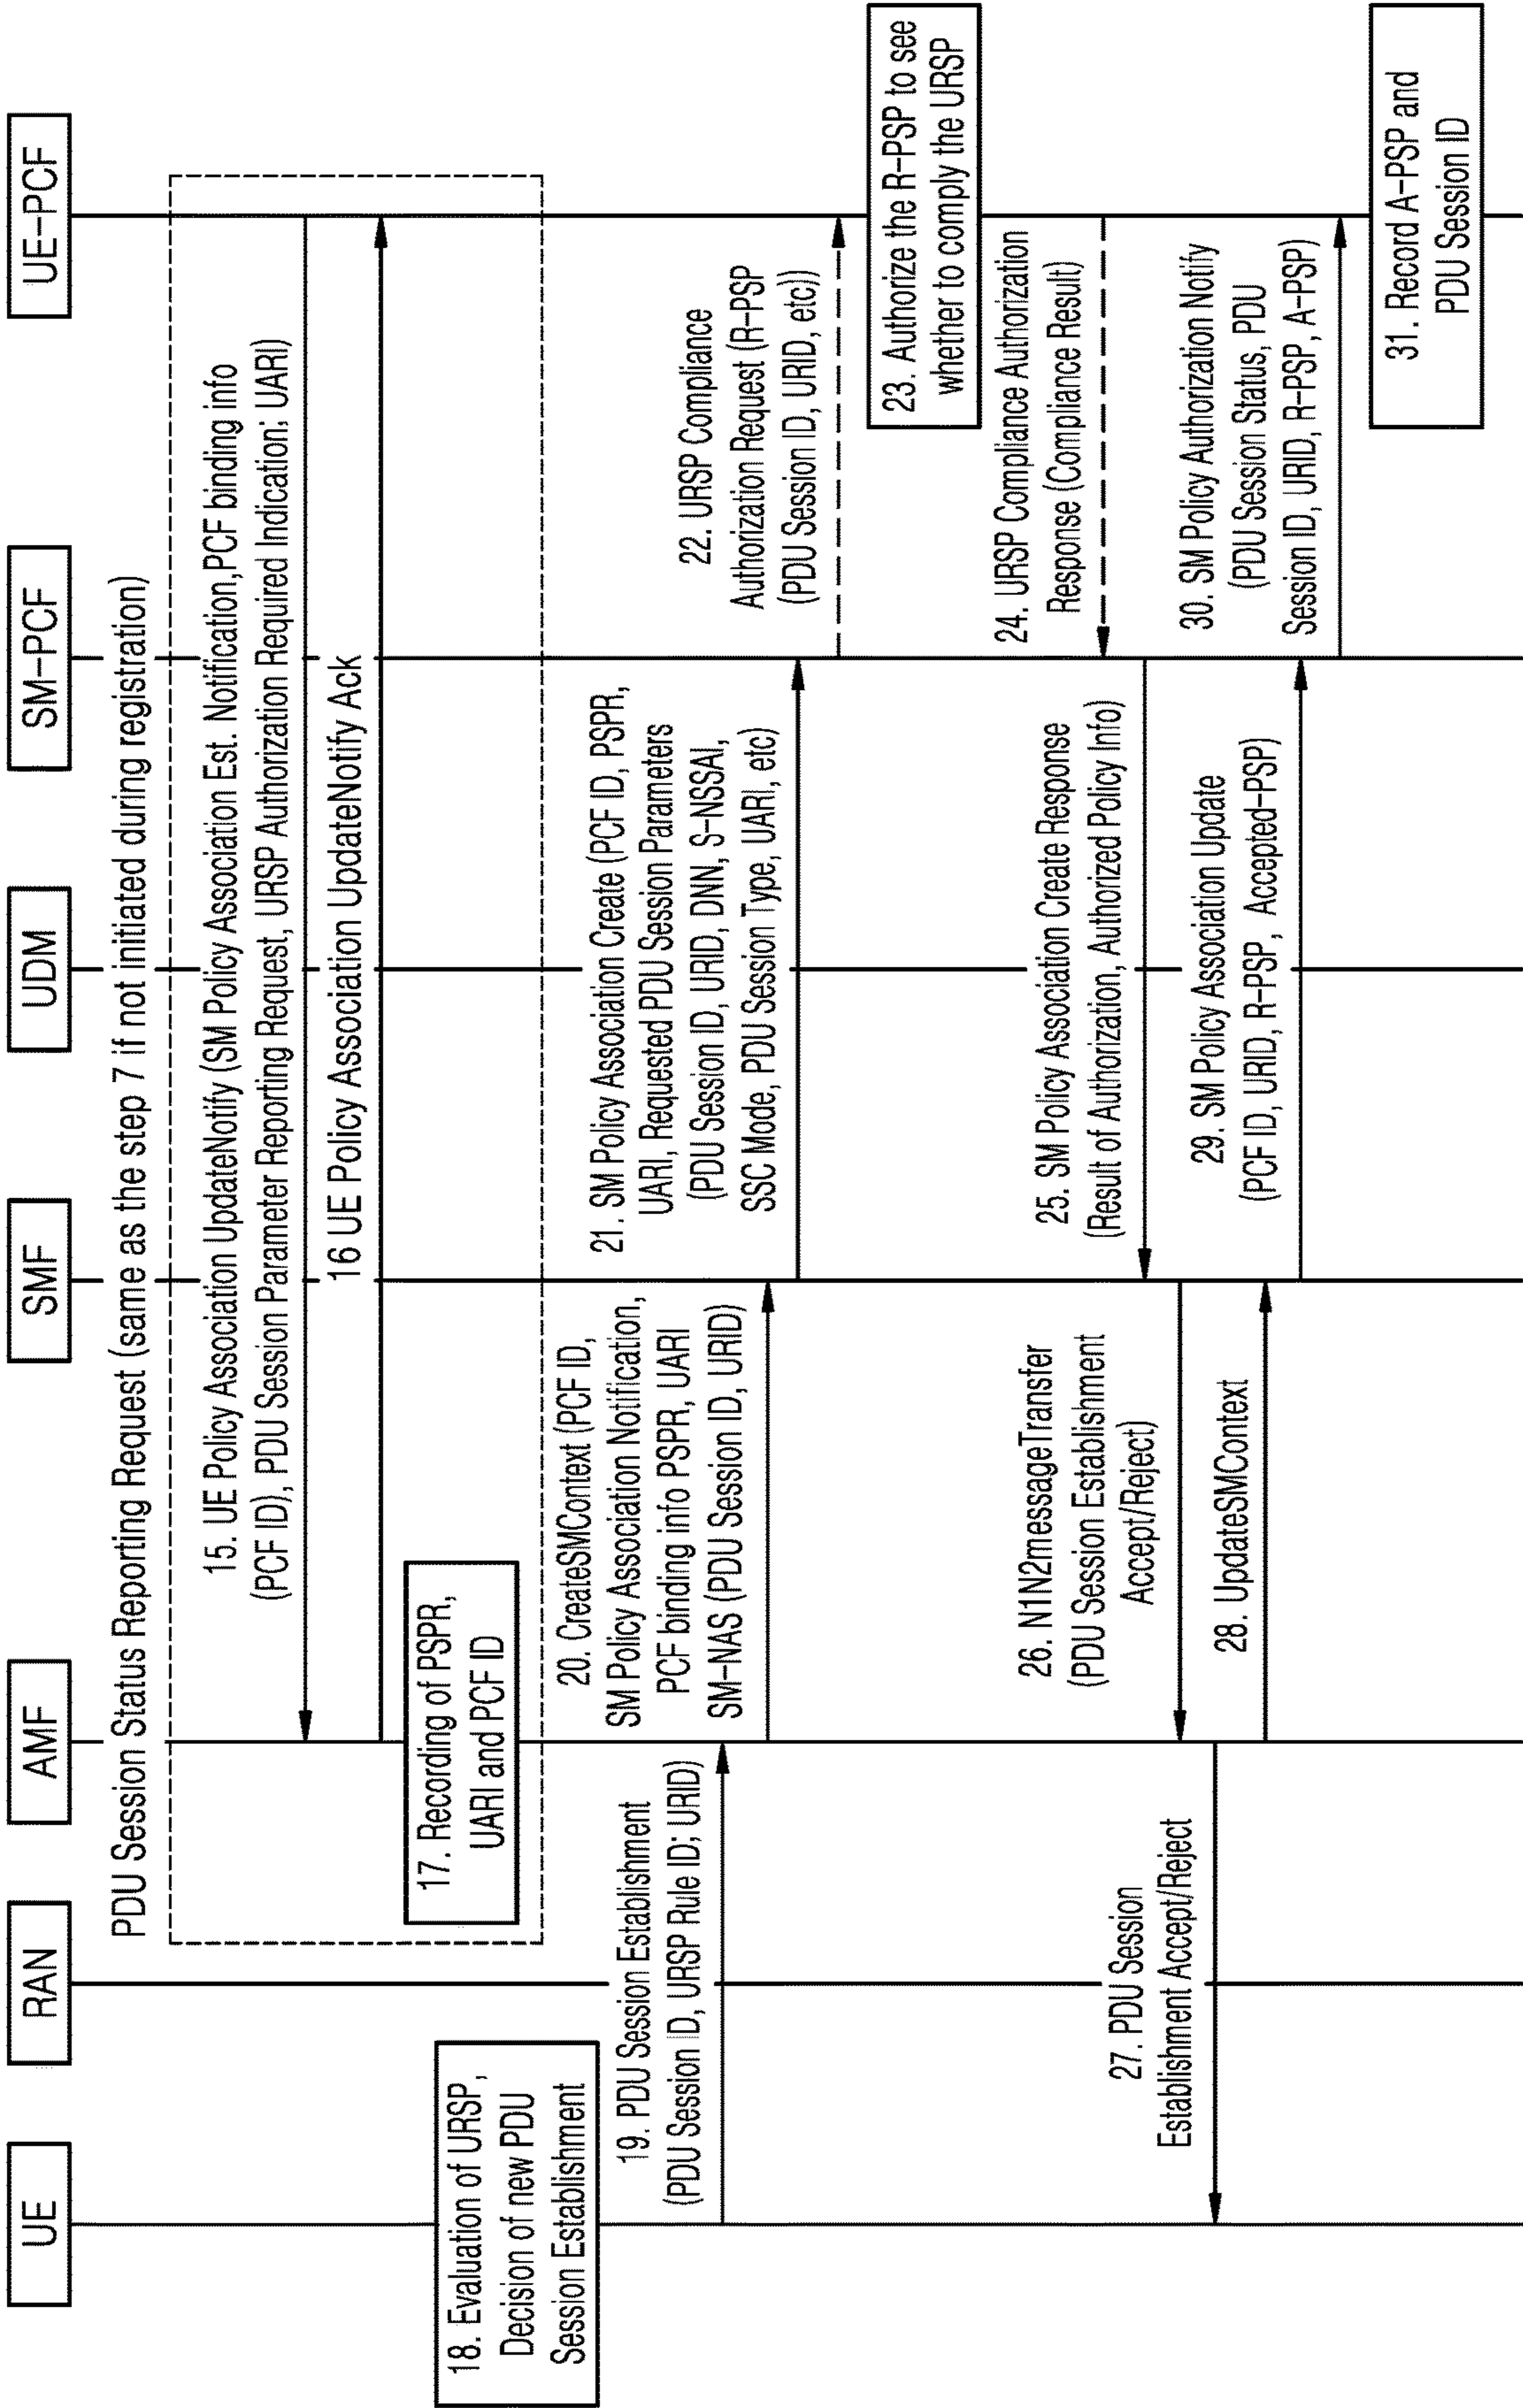 UE
RAN
AMF
SMF
UDM
SM-PCF
UE-PCF
PDU Session Status Reporting Request (same as the step 7 if not initiated during registration)
15. UE Policy Association UpdateNotify (SM Policy Association Est. Notification,PCF binding info
(PCF ID), PDU Session Parameter Reporting Request, URSP Authorization Required Indication; UARI)
16 UE Policy Association UpdateNotify Ack
17. Recording of PSPR,
UARI and PCF ID
18. Evaluation of URSP,
Decision of new PDU
Session Establishment
19. PDU Session Establishment
(PDU Session ID, URSP Rule ID; URID)
20. CreateSMContext (PCF ID,
SM Policy Association Notification,
PCF binding info PSPR, UARI
SM-NAS (PDU Session ID, URID)
21. SM Policy Association Create (PCF ID, PSPR,
UARI, Requested PDU Session Parameters
(PDU Session ID, URID, DNN, S-NSSAI,
SSC Mode, PDU Session Type, UARI, etc)
22. URSP Compliance
Authorization Request (R-PSP
(PDU Session ID, URID, etc))
23. Authorize the R-PSP to see
whether to comply the URSP
24. URSP Compliance Authorization
Response (Compliance Result)
25. SM Policy Association Create Response
(Result of Authorization, Authorized Policy Info)
26. N1N2messageTransfer
(PDU Session Establishment
Accept/Reject)
27. PDU Session
Establishment Accept/Reject
28. UpdateSMContext
29. SM Policy Association Update
(PCF ID, URID, R-PSP, Accepted-PSP)
30. SM Policy Authorization Notify
(PDU Session Status, PDU
Session ID, URID, R-PSP, A-PSP)
31. Record A-PSP and
PDU Session ID